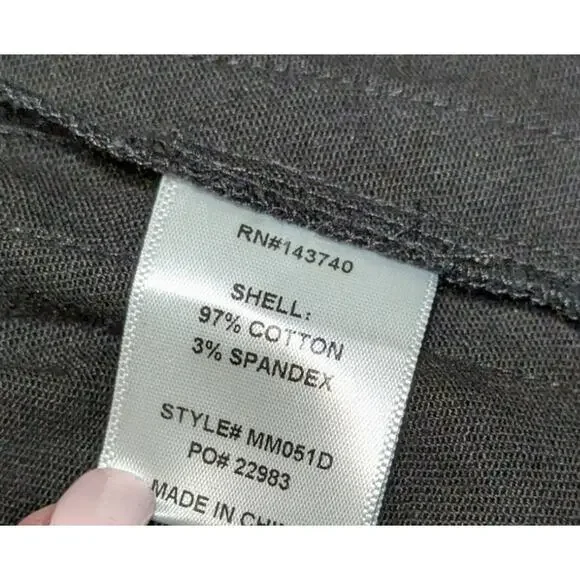 RN#143740
SHELL:
97% COTTON
3% SPANDEX
STYLE# MM051D
PO# 22983
MADE IN